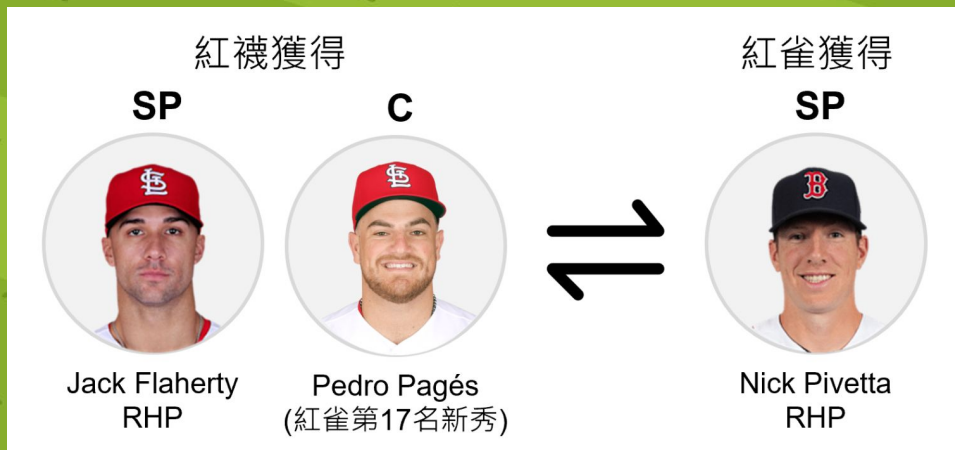 紅襪獲得
紅雀獲得
SP
C
SP
Jack Flaherty
RHP
Pedro Pagés
(紅雀第17名新秀)
Nick Pivetta
RHP